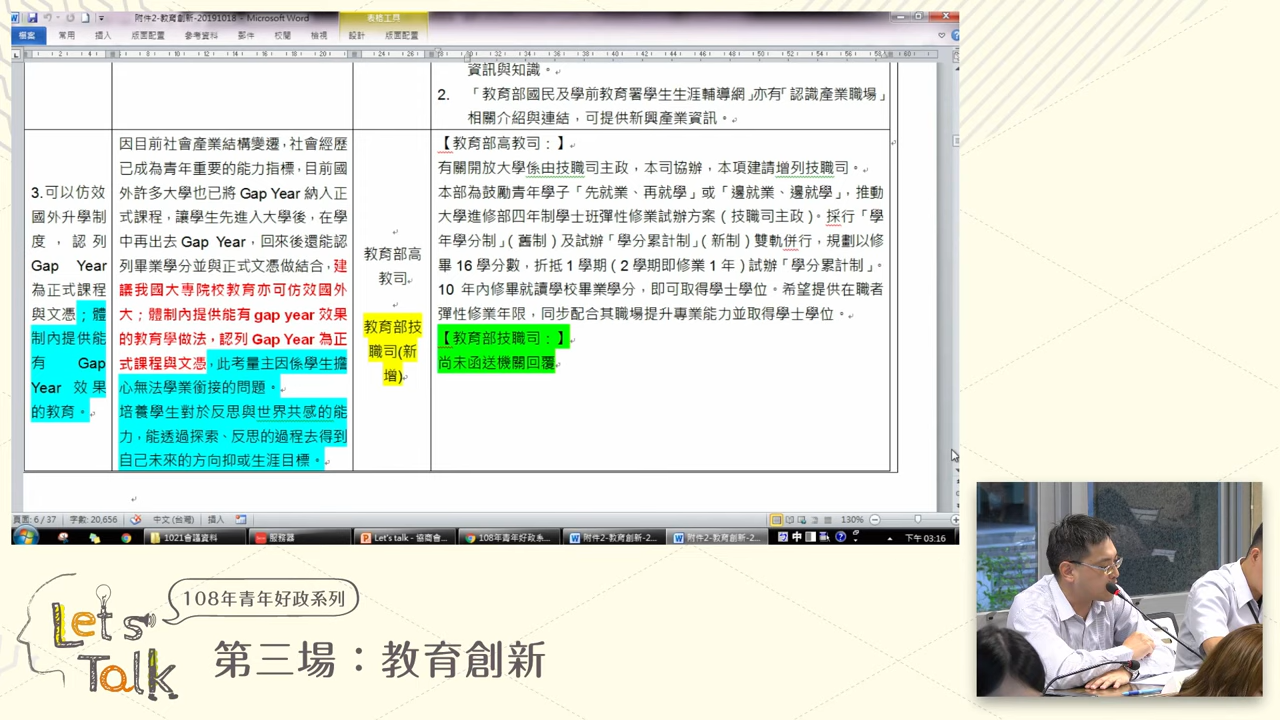 附件2-教育創新-20191018 - Microsoft Word
表格工具
檔案 常用 插入 版面配置 參考資料 郵件 校閱 檢視 設計 版面配置
資訊與知識。
2. 「教育部國民及學前教育署學生生涯輔導網」亦有「認識產業職場」
相關介紹與連結，可提供新興產業資訊。
3.可以仿效
國外升學制
度，認列
Gap Year
為正式課程
與文憑；體
制內提供能
有 Gap
Year 效果
的教育。
因目前社會產業結構變遷，社會經歷
已成為青年重要的能力指標，目前國
外許多大學也已將 Gap Year 納入正
式課程，讓學生先進入大學後，在學
中再出去 Gap Year，回來後還能認
列畢業學分並與正式文憑做結合，建
議我國大專院校教育亦可仿效國外
大；體制內提供能有 gap year 效果
的教育學做法，認列 Gap Year 為正
式課程與文憑，此考量主因係學生擔
心無法學業銜接的問題。
培養學生對於反思與世界共感的能
力，能透過探索、反思的過程去得到
自己未來的方向抑或生涯目標。
教育部高
教司
教育部技
職司(新
增)
【教育部高教司：】
有關開放大學係由技職司主政，本司協辦，本項建請增列技職司。
本部為鼓勵青年學子「先就業、再就學」或「邊就業、邊就學」，推動
大學進修部四年制學士班彈性修業試辦方案（技職司主政）。採行「學
年學分制」（舊制）及試辦「學分累計制」（新制）雙軌併行，規劃以修
畢 16 學分數，折抵 1 學期（2 學期即修業 1 年）試辦「學分累計制」。
10 年內修畢就讀學校畢業學分，即可取得學士學位。希望提供在職者
彈性修業年限，同步配合其職場提升專業能力並取得學士學位。
【教育部技職司：】
尚未函送機關回覆
頁面: 6/37 字數: 20,656 中文 (台灣) 插入 130%
1021會議資料 服務器 Let's talk - 協商會... 108年青年好政系... 附件2-教育創新-2... 附件2-教育創新-2... 中 下午 03:16
Let's Talk
108年青年好政系列
第三場：教育創新